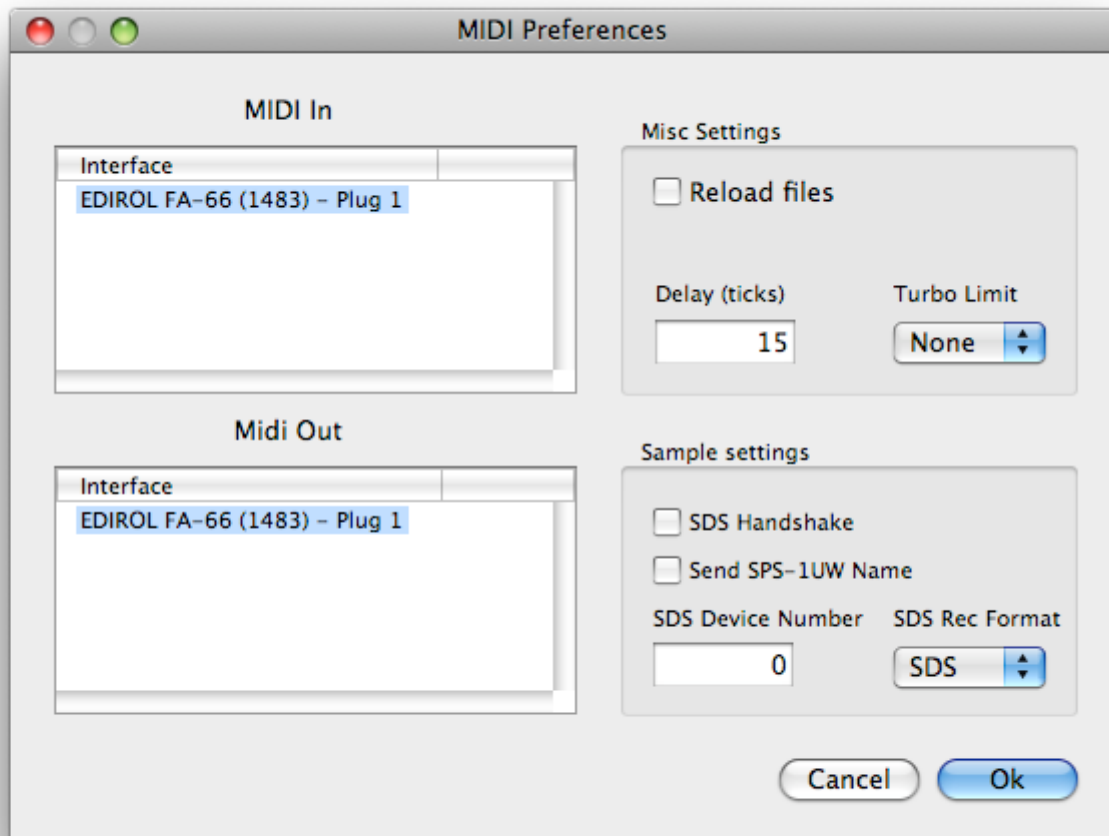 MIDI Preferences
MIDI In
Interface
EDIROL FA-66 (1483) - Plug 1
Midi Out
Interface
EDIROL FA-66 (1483) - Plug 1
Misc Settings
Reload files
Delay (ticks) Turbo Limit
15 None
Sample settings
SDS Handshake
Send SPS-1UW Name
SDS Device Number SDS Rec Format
0 SDS
Cancel Ok